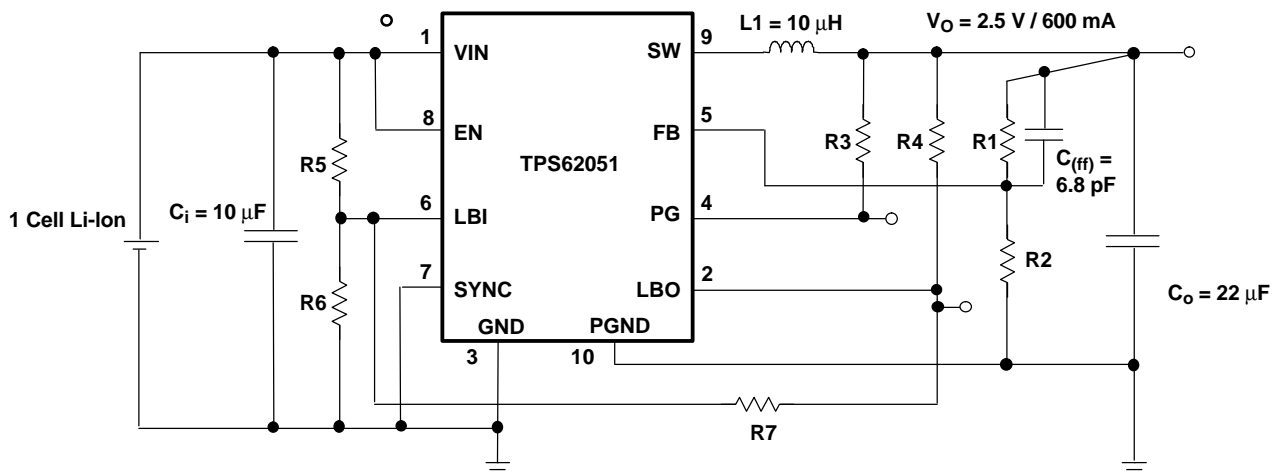 L1 = 10 μH
VO = 2.5 V / 600 mA
1
VIN
SW
9
8
EN
FB
5
R5
TPS62051
R3
R4
R1
C(ff) =
6.8 pF
1 Cell Li-Ion
Ci = 10 μF
6
LBI
PG
4
R2
7
SYNC
LBO
2
R6
Co = 22 μF
GND
PGND
3
10
R7